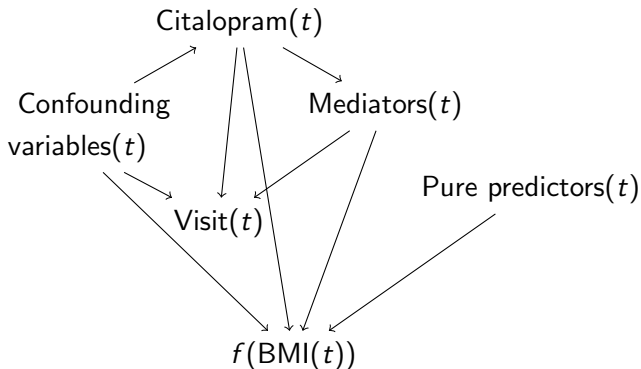 Citalopram(t)
Confounding
variables(t)
Mediators(t)
Pure predictors(t)
Visit(t)
f(BMI(t))